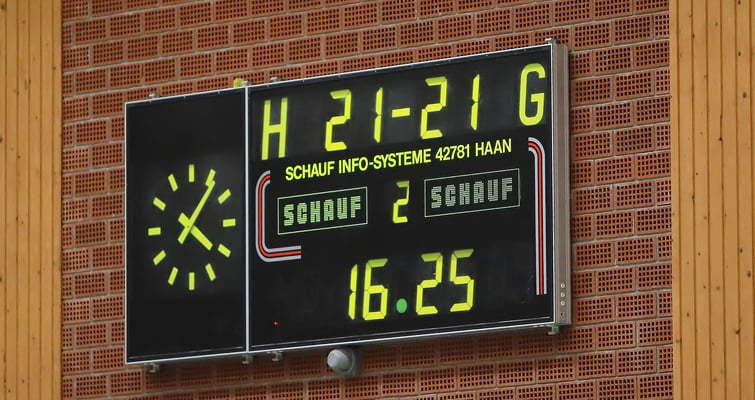 H 21-21 G
SCHAUF INFO-SYSTEME 42781 HAAN
SCHAUF 2 SCHAUF
16.25